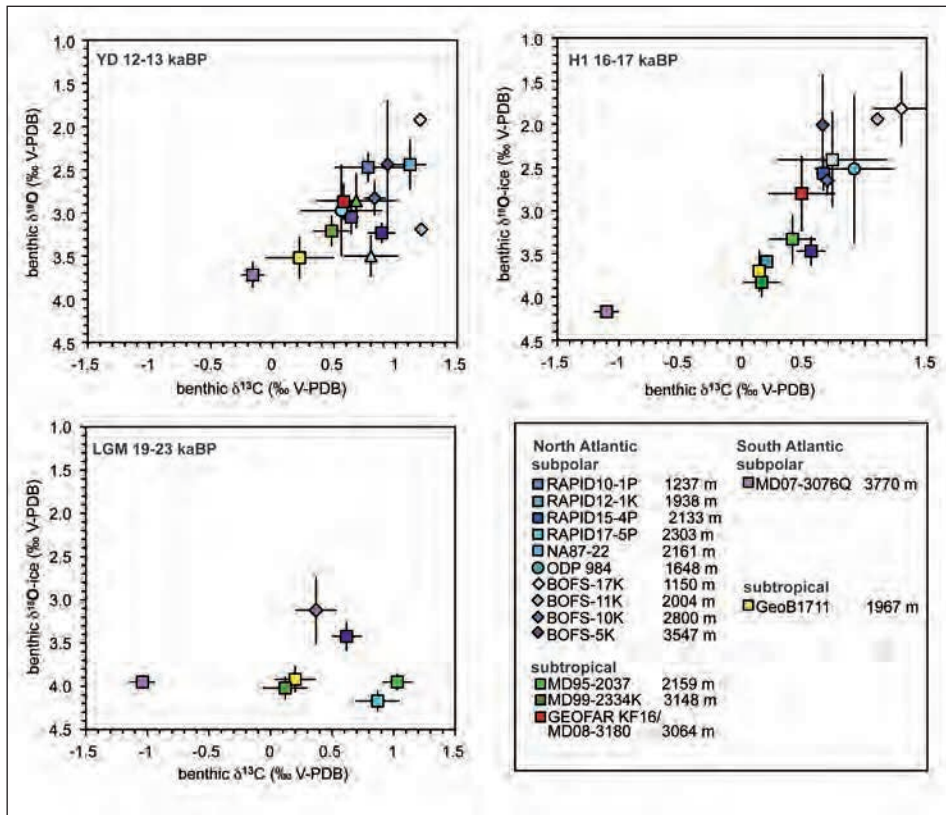 YD 12-13 kaBP
1.0
1.5
2.0
2.5
3.0
3.5
4.0
4.5
benthic δ¹⁸O (‰ V-PDB)
-1.5 -1 -0.5 0 0.5 1 1.5
benthic δ¹³C (‰ V-PDB)
H1 16-17 kaBP
1.0
1.5
2.0
2.5
3.0
3.5
4.0
4.5
benthic δ¹⁸O-ice (‰ V-PDB)
-1.5 -1 -0.5 0 0.5 1 1.5
benthic δ¹³C (‰ V-PDB)
LGM 19-23 kaBP
1.0
1.5
2.0
2.5
3.0
3.5
4.0
4.5
benthic δ¹⁸O-ice (‰ V-PDB)
-1.5 -1 -0.5 0 0.5 1 1.5
benthic δ¹³C (‰ V-PDB)
North Atlantic
subpolar
RAPID10-1P 1237 m
RAPID12-1K 1938 m
RAPID15-4P 2133 m
RAPID17-5P 2303 m
NA87-22 2161 m
ODP 984 1648 m
BOFS-17K 1150 m
BOFS-11K 2004 m
BOFS-10K 2800 m
BOFS-5K 3547 m
subtropical
MD95-2037 2159 m
MD99-2334K 3148 m
GEOFAR KF16/
MD08-3180 3064 m
South Atlantic
subpolar
MD07-3076Q 3770 m
subtropical
GeoB1711 1967 m